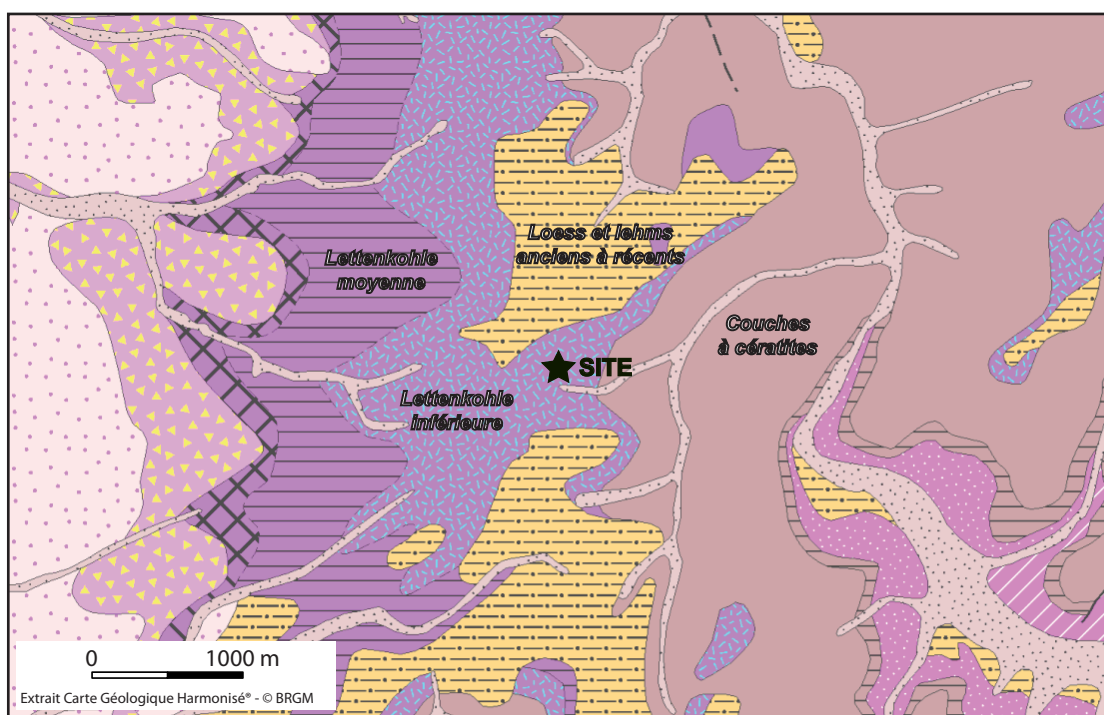 Loess et lehms
anciens à récents
Lettenkohle
moyenne
Couches
à cératites
SITE
Lettenkohle
inférieure
0 1000 m
Extrait Carte Géologique Harmonisé® - © BRGM